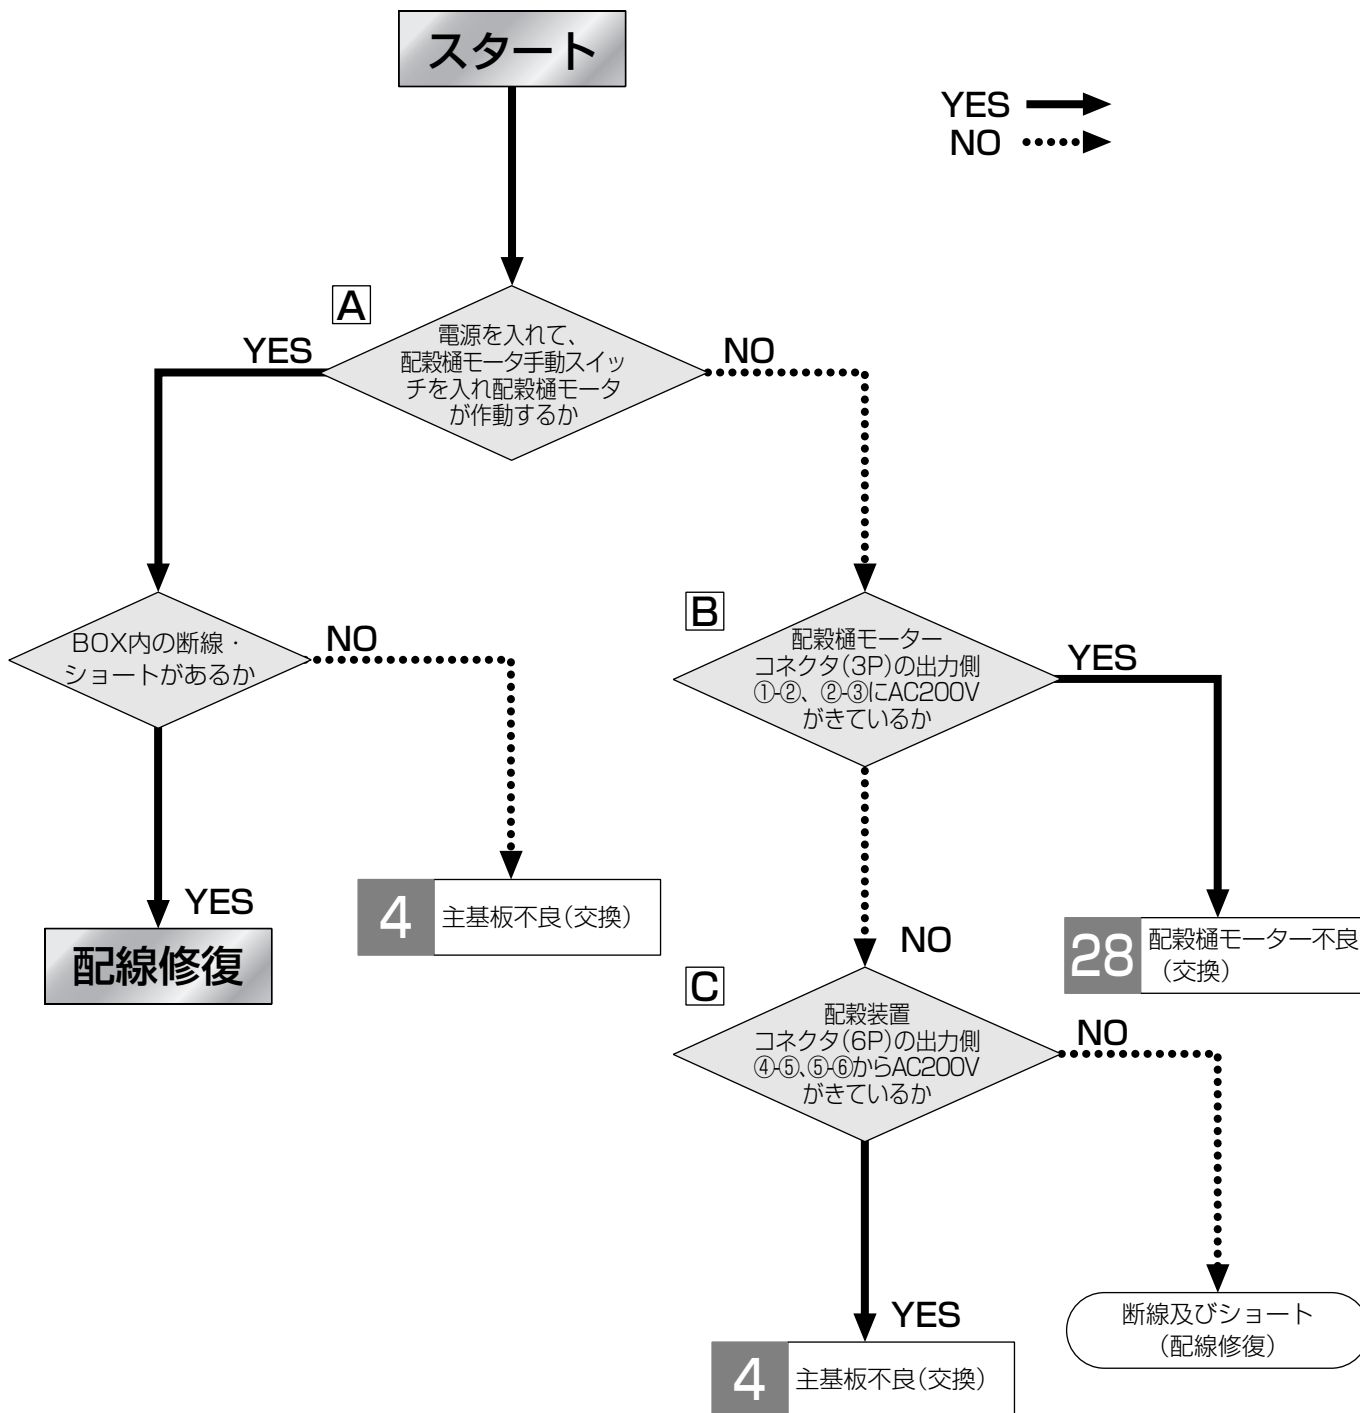 スタート
YES
NO
A
電源を入れて、
配穀樋モータ手動スイッ
チを入れ配穀樋モータ
が作動するか
YES
NO
BOX内の断線・
ショートがあるか
NO
YES
配線修復
4 主基板不良(交換)
B
配穀樋モーター
コネクタ(3P)の出力側
①-②、②-③にAC200V
がきているか
YES
NO
28 配穀樋モーター不良
(交換)
C
配穀装置
コネクタ(6P)の出力側
④-⑤、⑤-⑥からAC200V
がきているか
NO
YES
断線及びショート
(配線修復)
4 主基板不良(交換)